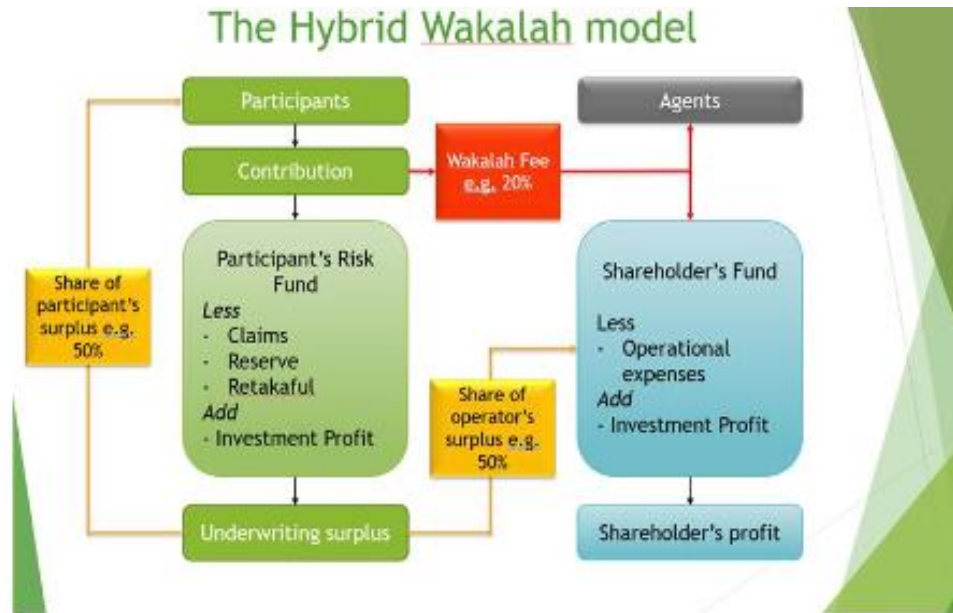 The Hybrid Wakalah model
Participants
Agents
Contribution
Wakalah Fee
e.g. 20%
Participant's Risk
Fund
Less
- Claims
- Reserve
- Retakaful
Add
- Investment Profit
Shareholder's Fund
Less
- Operational
expenses
Add
- Investment Profit
Share of
participant's
surplus e.g.
50%
Share of
operator's
surplus e.g.
50%
Underwriting surplus
Shareholder's profit